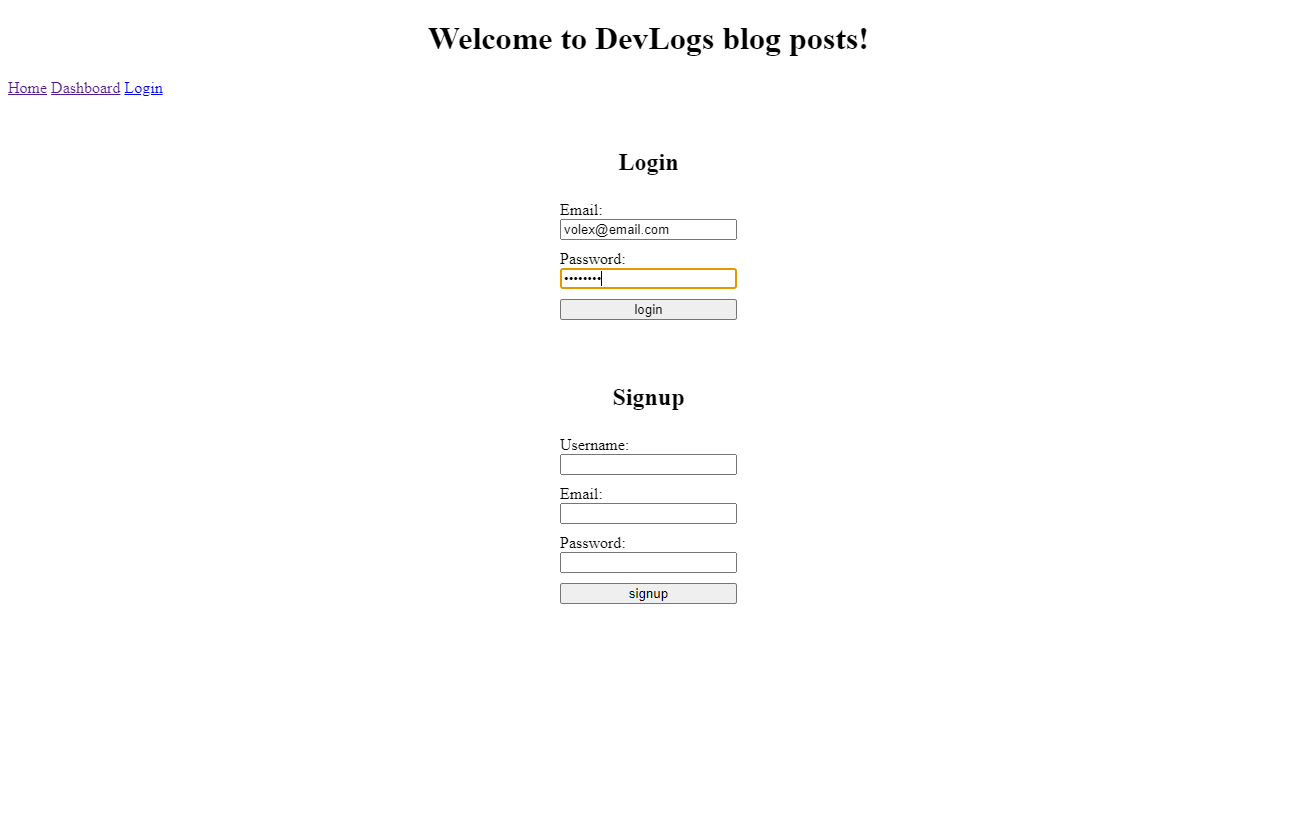 Welcome to DevLogs blog posts!
Home Dashboard Login
Login
Email:
volex@email.com
Password:
••••••••
login
Signup
Username:
Email:
Password:
signup